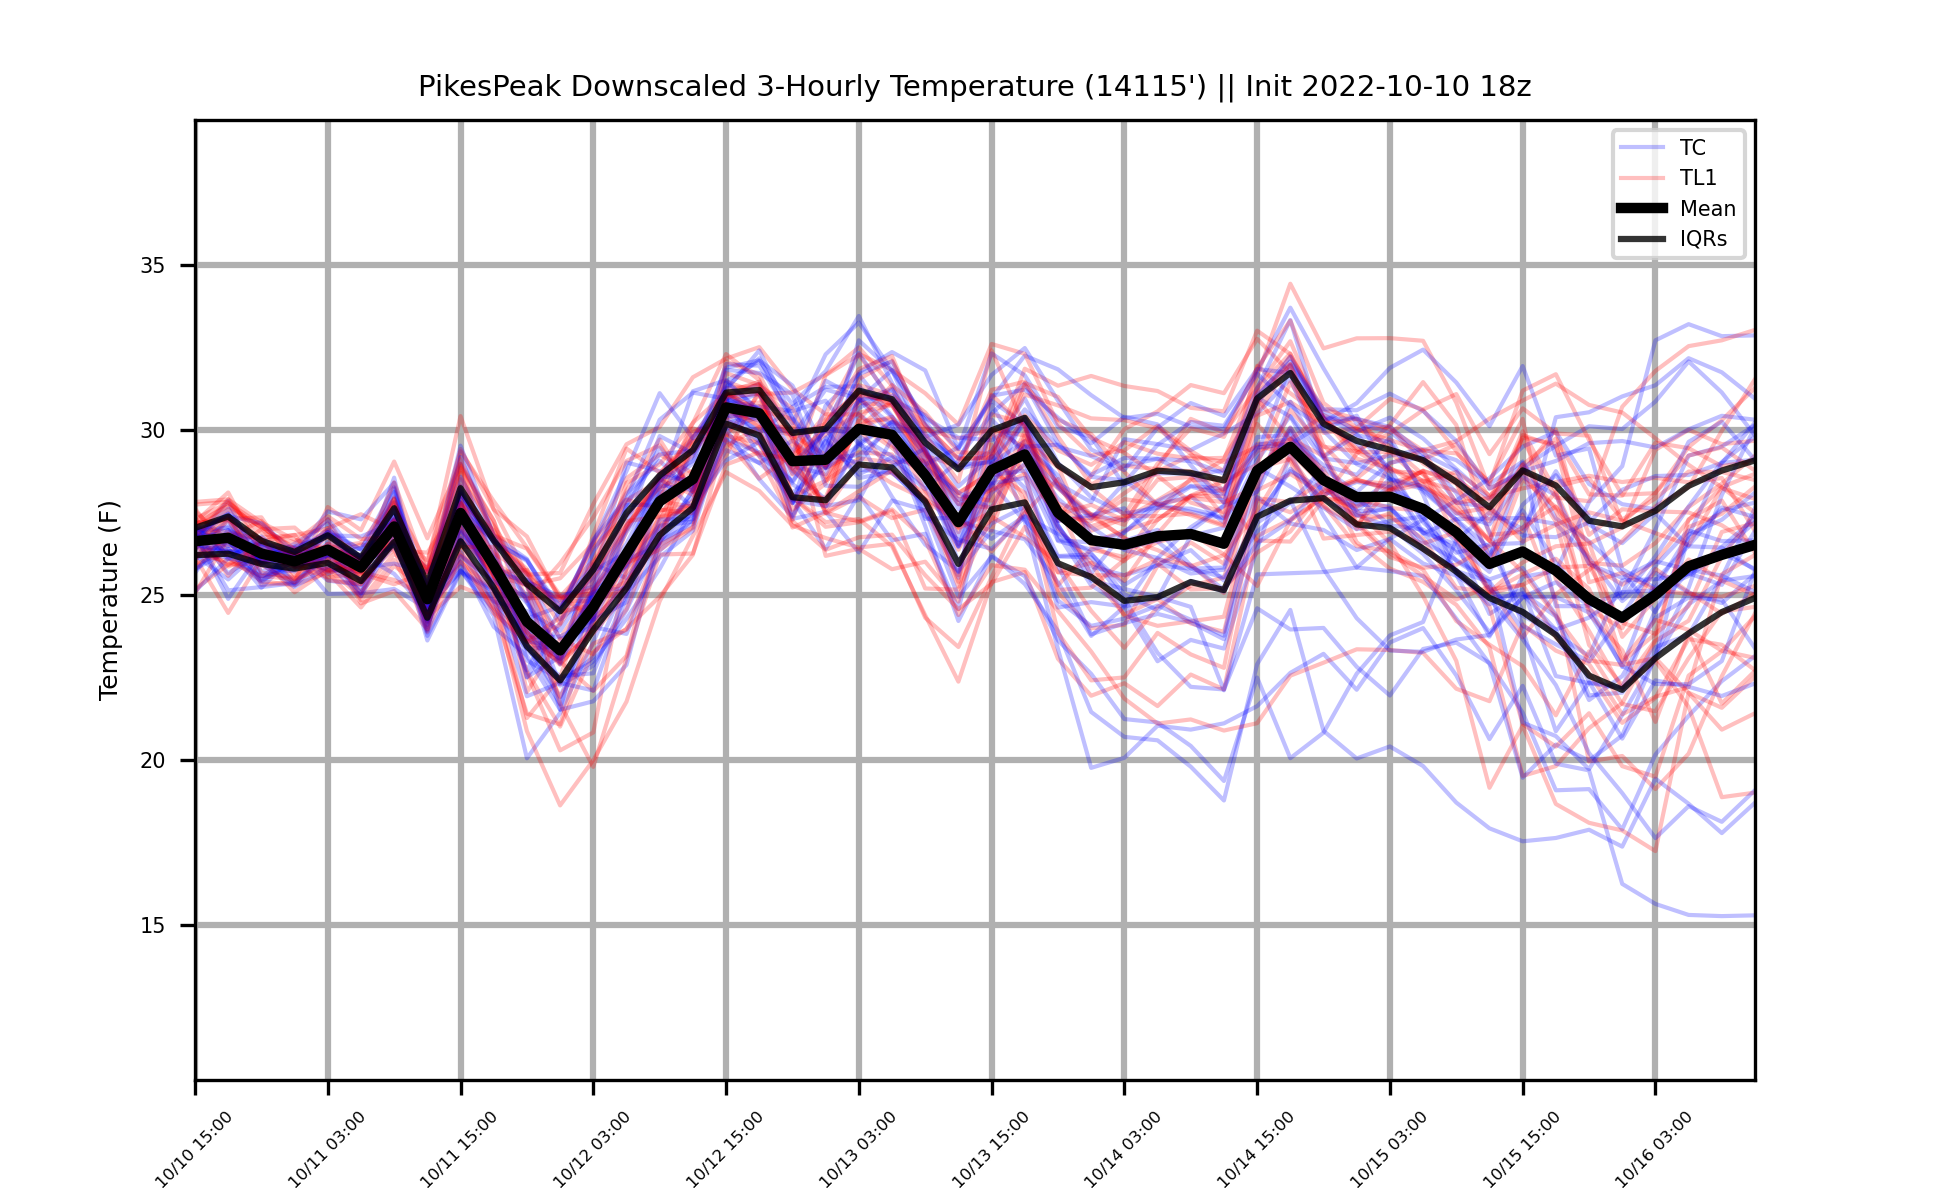 PikesPeak Downscaled 3-Hourly Temperature (14115') || Init 2022-10-10 18z
TC
TL1
Mean
IQRs
Temperature (F)
35
30
25
20
15
10/10 15:00
10/11 03:00
10/11 15:00
10/12 03:00
10/12 15:00
10/13 03:00
10/13 15:00
10/14 03:00
10/14 15:00
10/15 03:00
10/15 15:00
10/16 03:00